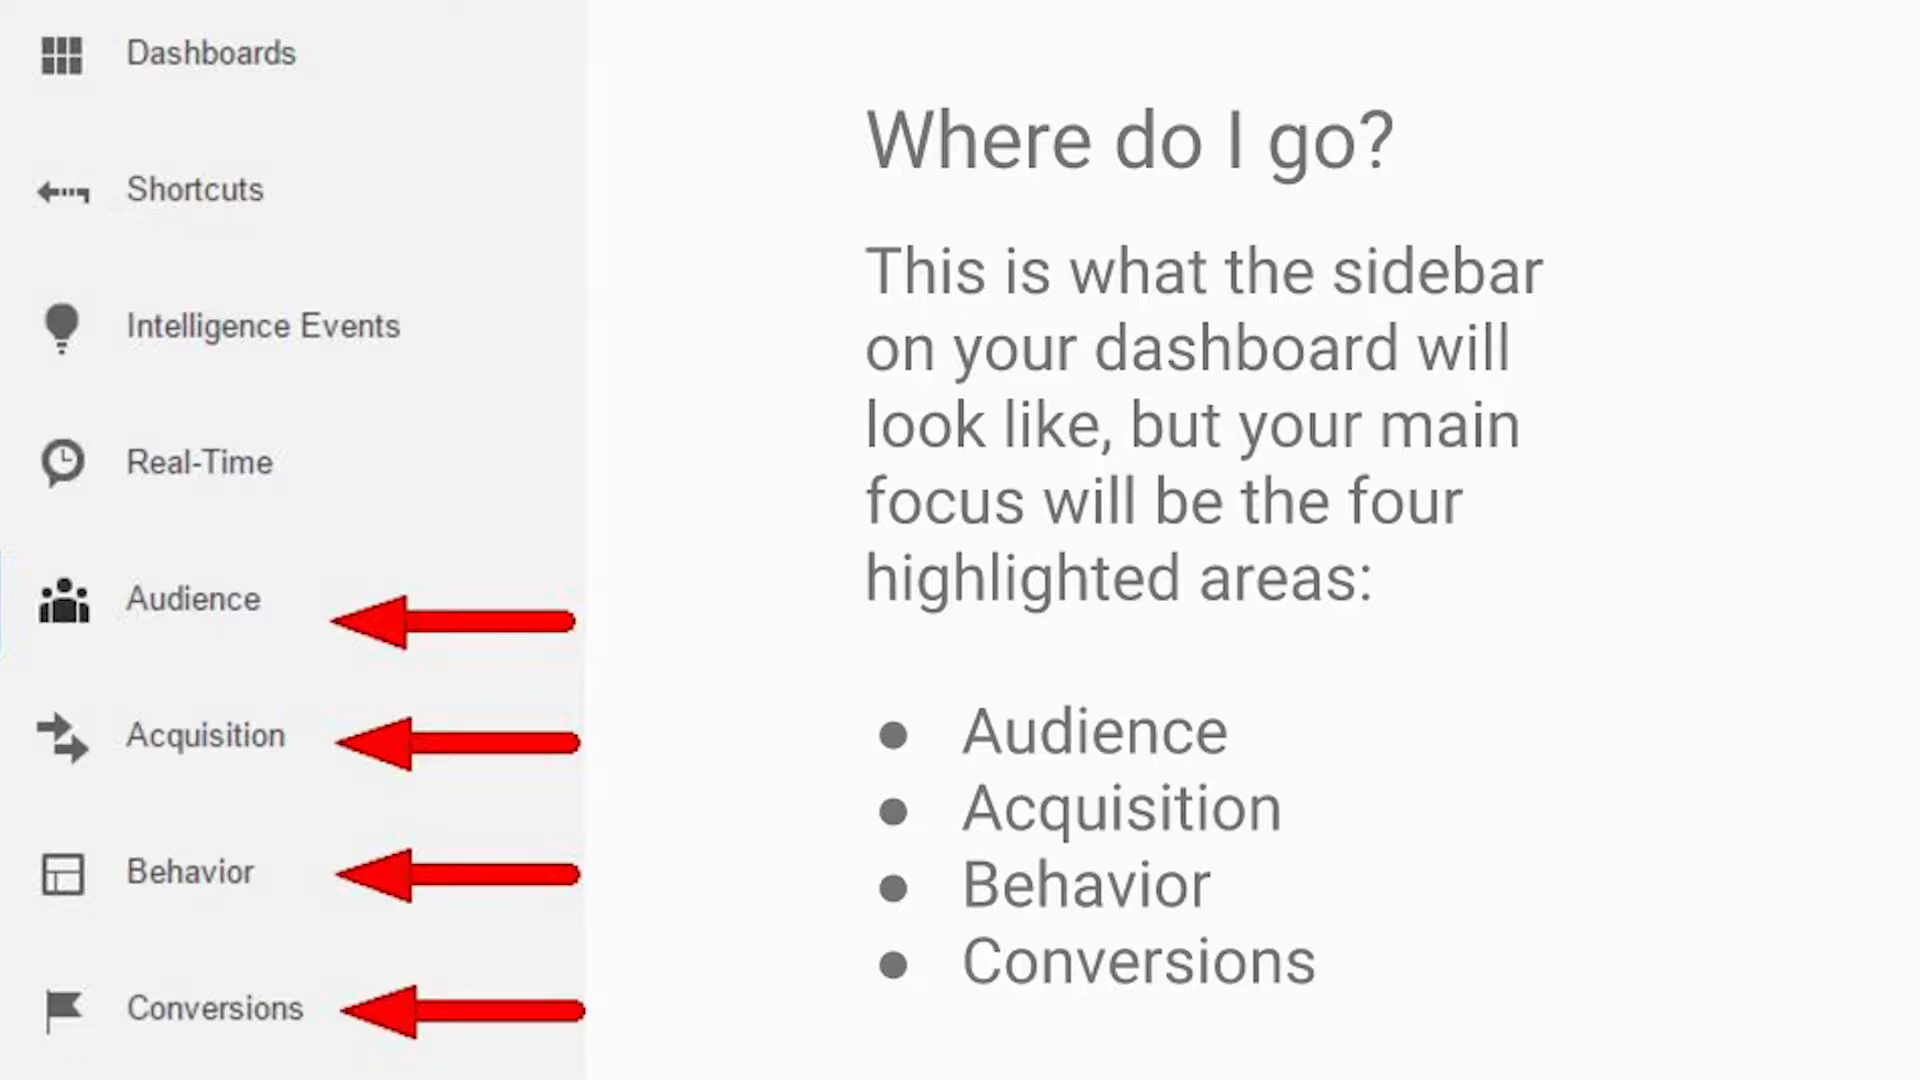 Dashboards
Shortcuts
Intelligence Events
Real-Time
Audience
Acquisition
Behavior
Conversions
Where do I go?
This is what the sidebar
on your dashboard will
look like, but your main
focus will be the four
highlighted areas:
● Audience
● Acquisition
● Behavior
● Conversions